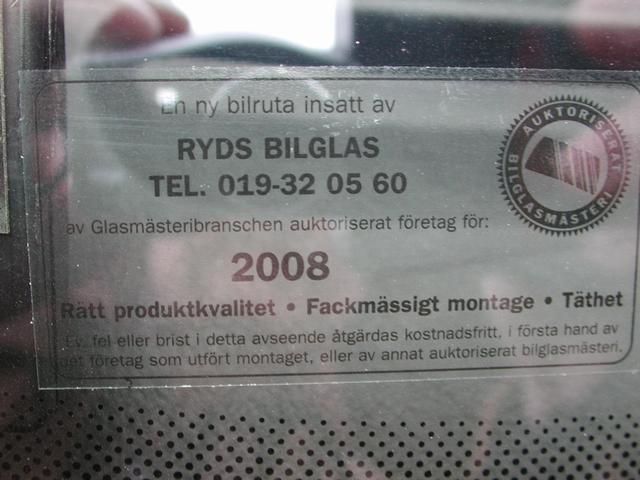 En ny bilruta insatt av
RYDS BILGLAS
TEL. 019-32 05 60
av Glasmästeribranschen auktoriserat företag för:
2008
Rätt produktkvalitet • Fackmässigt montage • Täthet
Ev. fel eller brist i detta avseende åtgärdas kostnadsfritt, i första hand av
det företag som utfört montaget, eller av annat auktoriserat bilglasmästeri.
AUKTORISERAT
BILGLASMÄSTERI